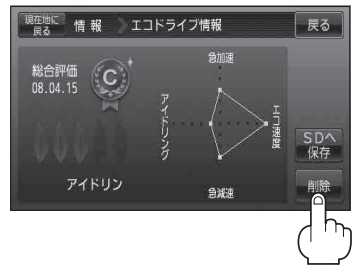 現在地に
戻る
情報
エコドライブ情報
戻る
総合評価
08.04.15
C
急加速
アイドリング
エコ速度
急減速
アイドリン
SDへ
保存
削除